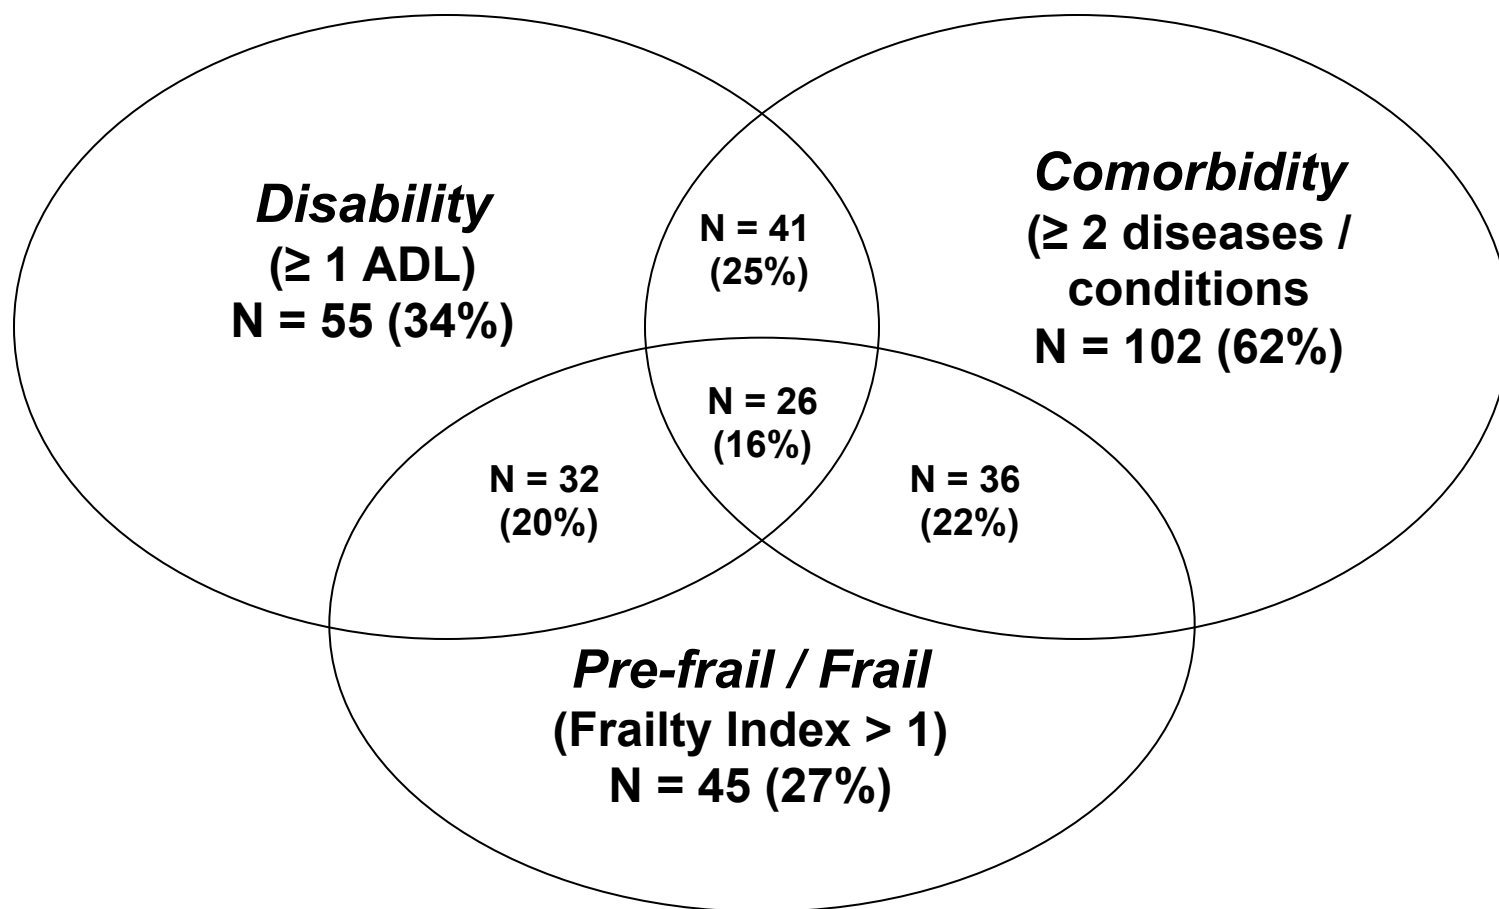 Disability
(≥ 1 ADL)
N = 55 (34%)
N = 41
(25%)
Comorbidity
(≥ 2 diseases /
conditions
N = 102 (62%)
N = 26
(16%)
N = 32
(20%)
N = 36
(22%)
Pre-frail / Frail
(Frailty Index > 1)
N = 45 (27%)